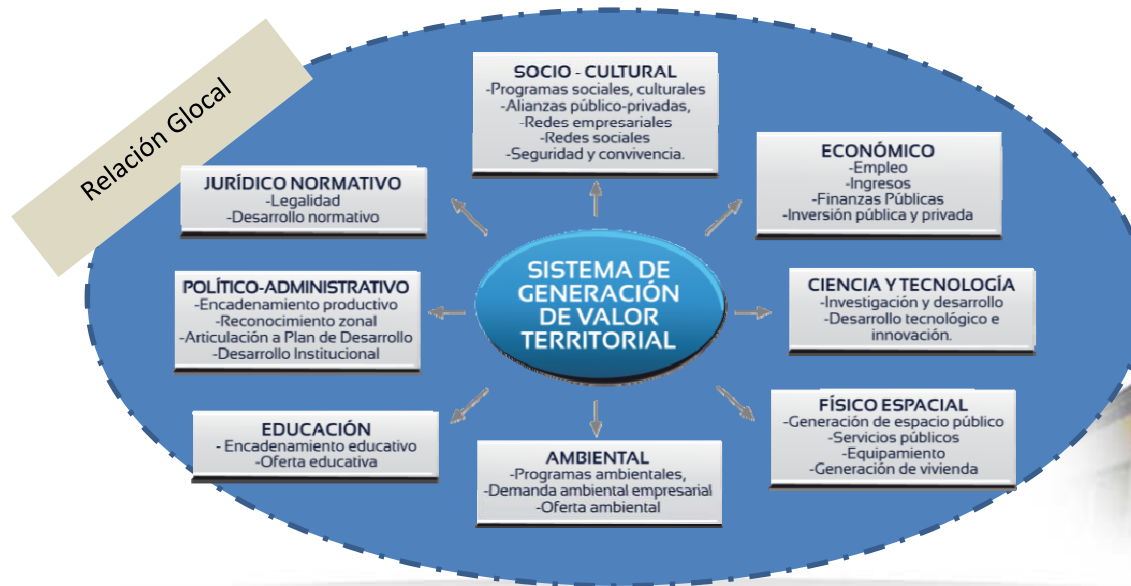 Relación Glocal
SOCIO - CULTURAL
-Programas sociales, culturales
-Alianzas público-privadas,
-Redes empresariales
-Redes sociales
-Seguridad y convivencia.
ECONÓMICO
-Empleo
-Ingresos
-Finanzas Públicas
-Inversión pública y privada
JURÍDICO NORMATIVO
-Legalidad
-Desarrollo normativo
SISTEMA DE
GENERACIÓN
DE VALOR
TERRITORIAL
POLÍTICO-ADMINISTRATIVO
-Encadenamiento productivo
-Reconocimiento zonal
-Articulación a Plan de Desarrollo
-Desarrollo Institucional
CIENCIA Y TECNOLOGÍA
-Investigación y desarrollo
-Desarrollo tecnológico e
innovación.
EDUCACIÓN
- Encadenamiento educativo
-Oferta educativa
AMBIENTAL
-Programas ambientales,
-Demanda ambiental empresarial
-Oferta ambiental
FÍSICO ESPACIAL
-Generación de espacio público
-Servicios públicos
-Equipamiento
-Generación de vivienda